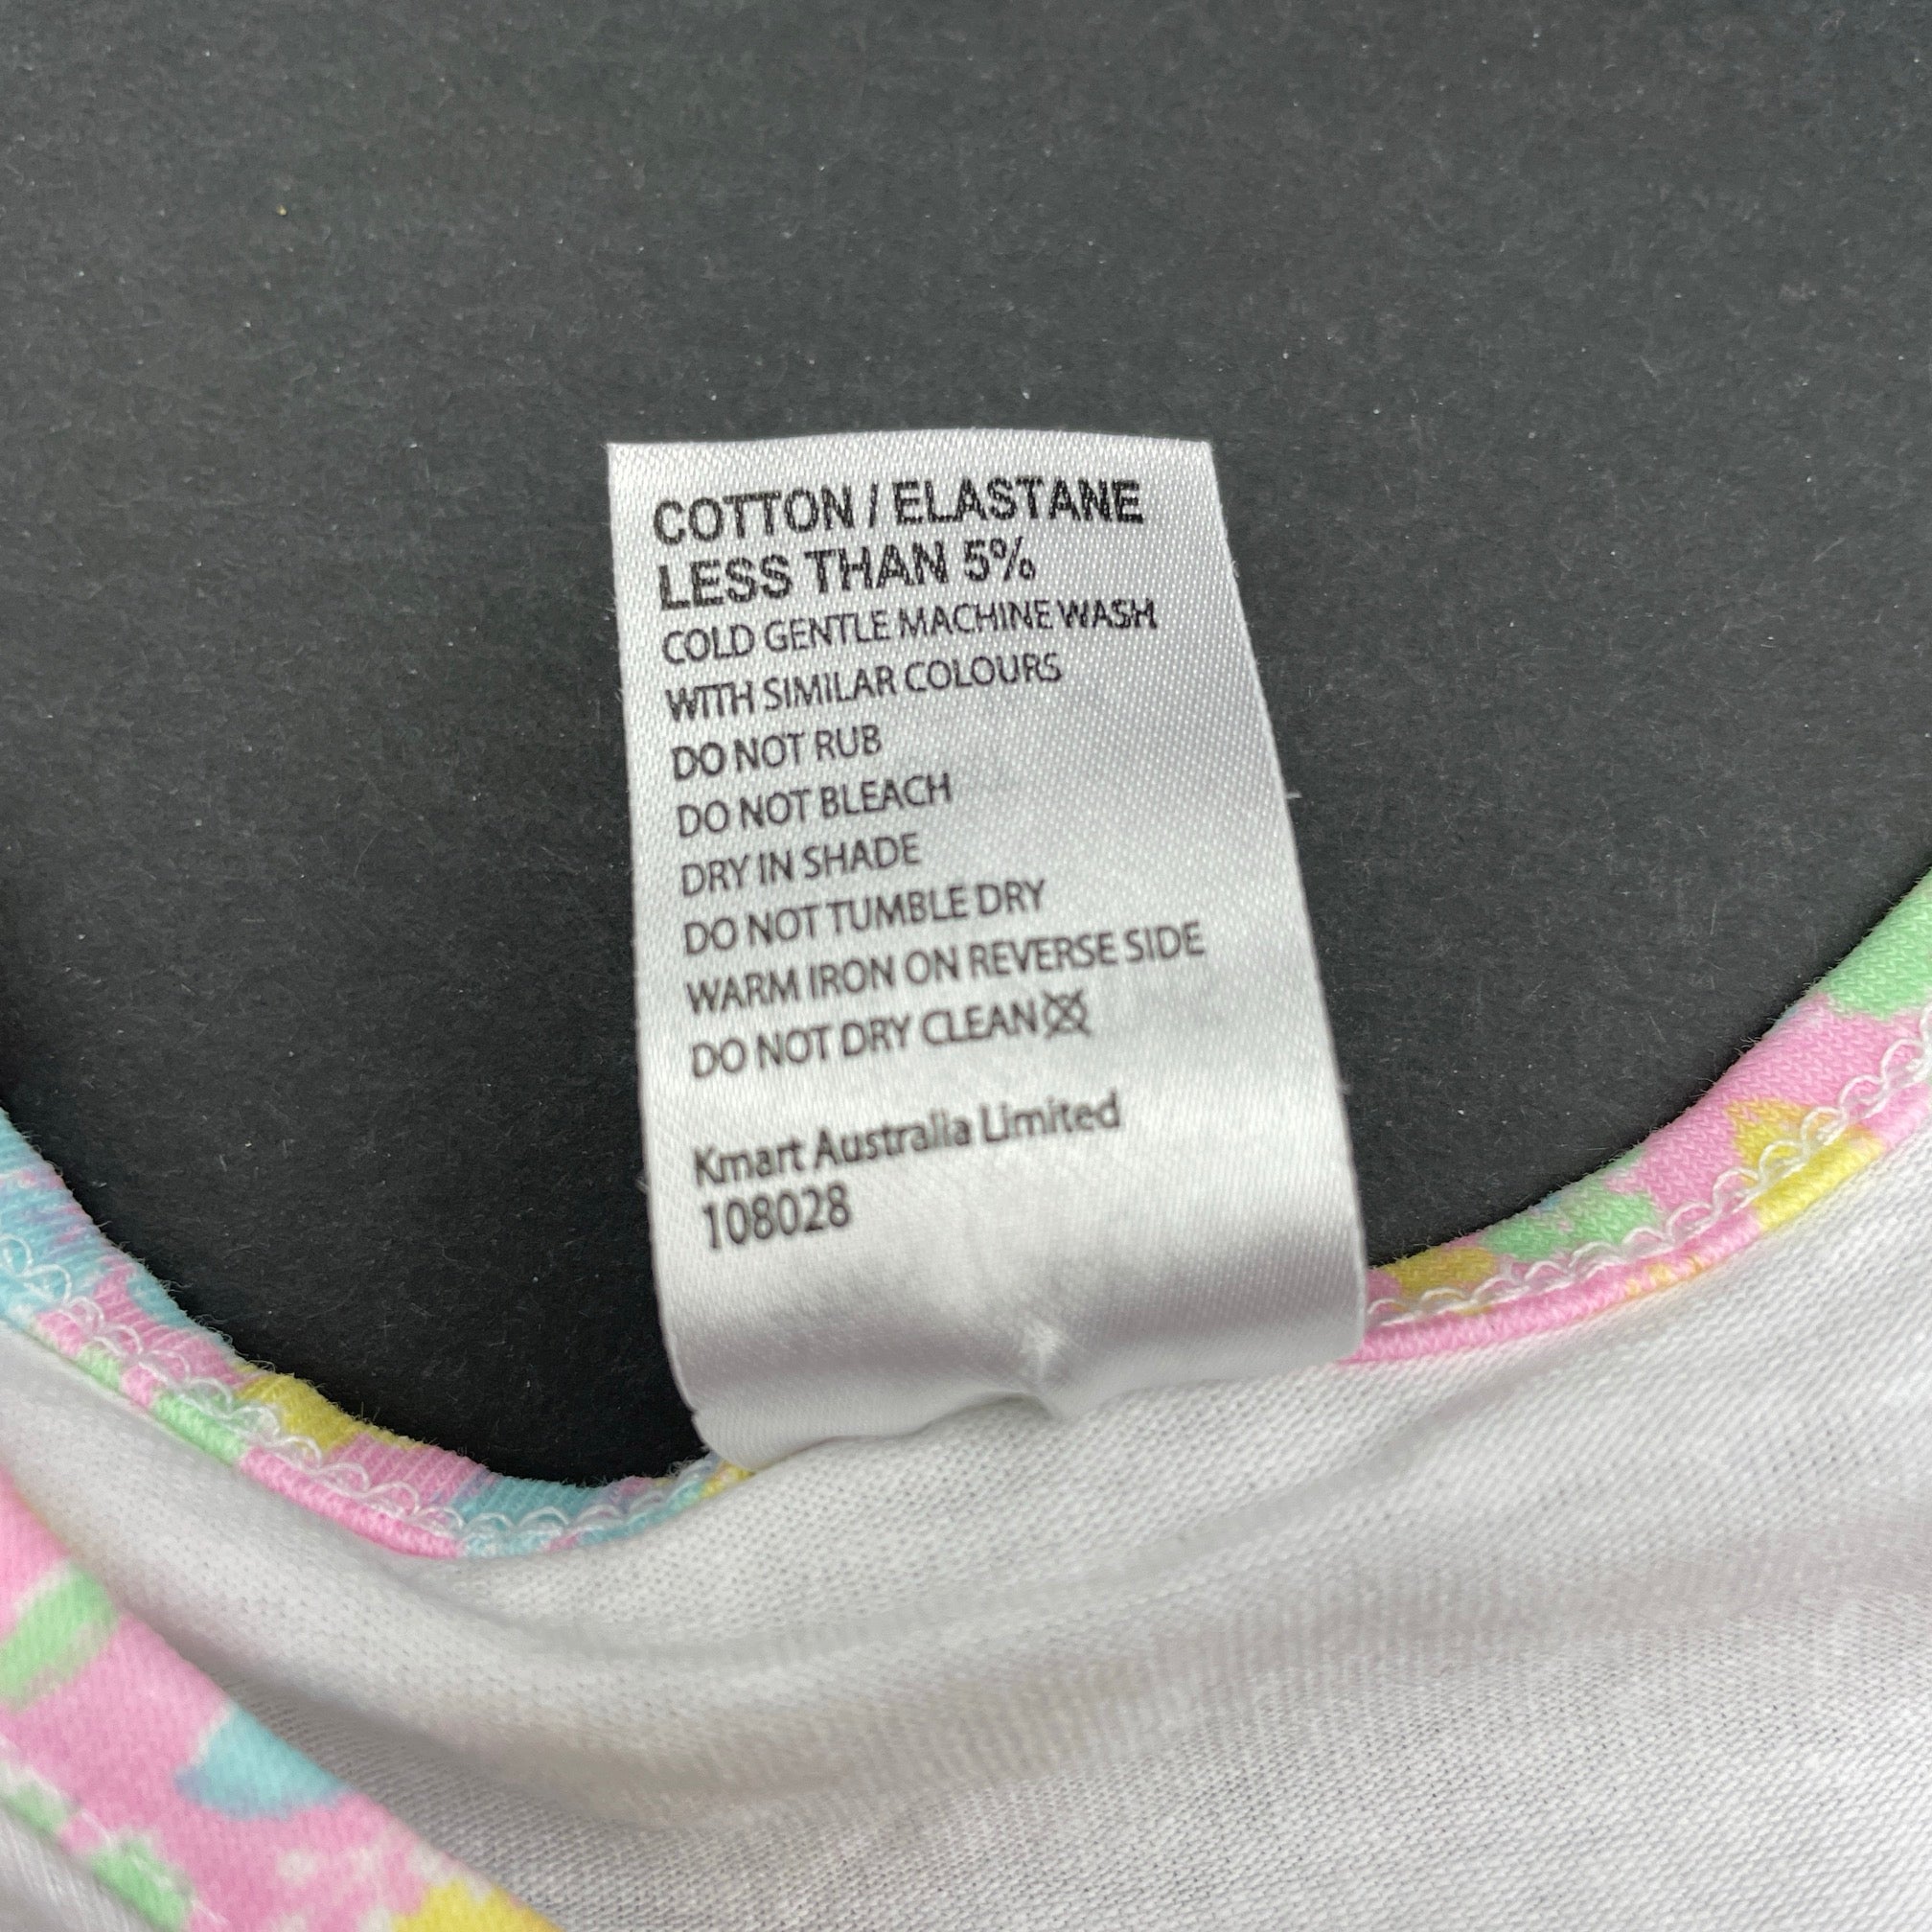 COTTON / ELASTANE
LESS THAN 5%
COLD GENTLE MACHINE WASH
WITH SIMILAR COLOURS
DO NOT RUB
DO NOT BLEACH
DRY IN SHADE
DO NOT TUMBLE DRY
WARM IRON ON REVERSE SIDE
DO NOT DRY CLEAN
Kmart Australia Limited
108028